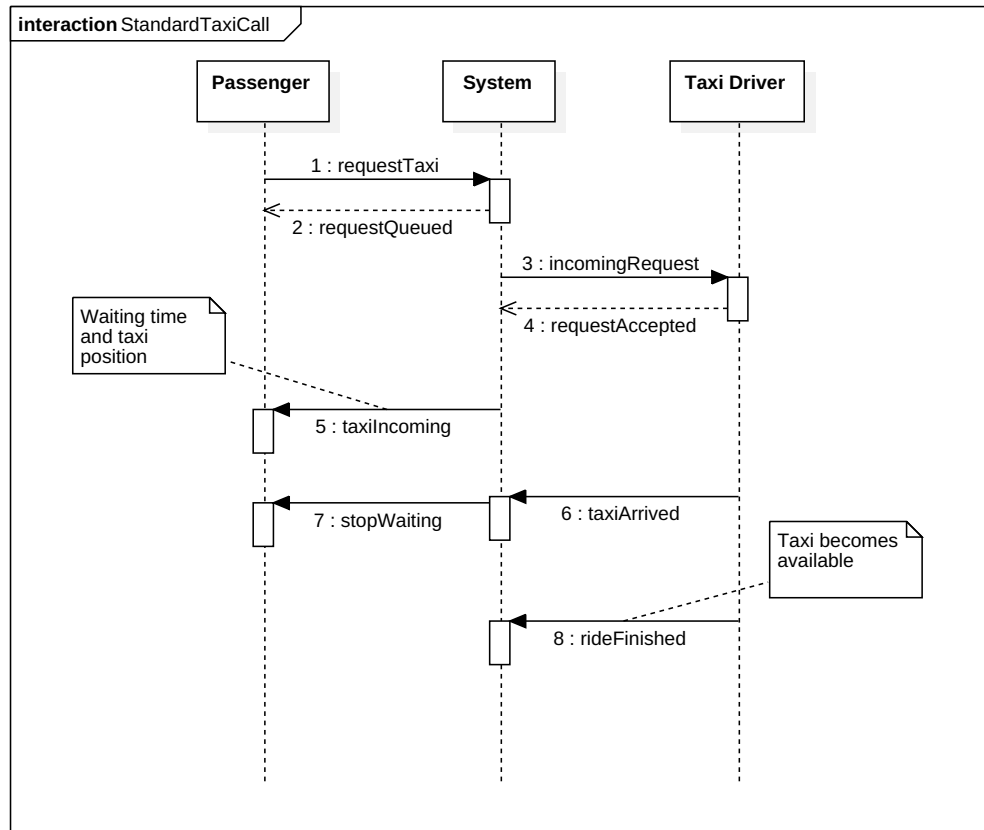 interaction StandardTaxiCall
Passenger
System
Taxi Driver
1 : requestTaxi
2 : requestQueued
3 : incomingRequest
4 : requestAccepted
Waiting time
and taxi
position
5 : taxiIncoming
6 : taxiArrived
7 : stopWaiting
Taxi becomes
available
8 : rideFinished